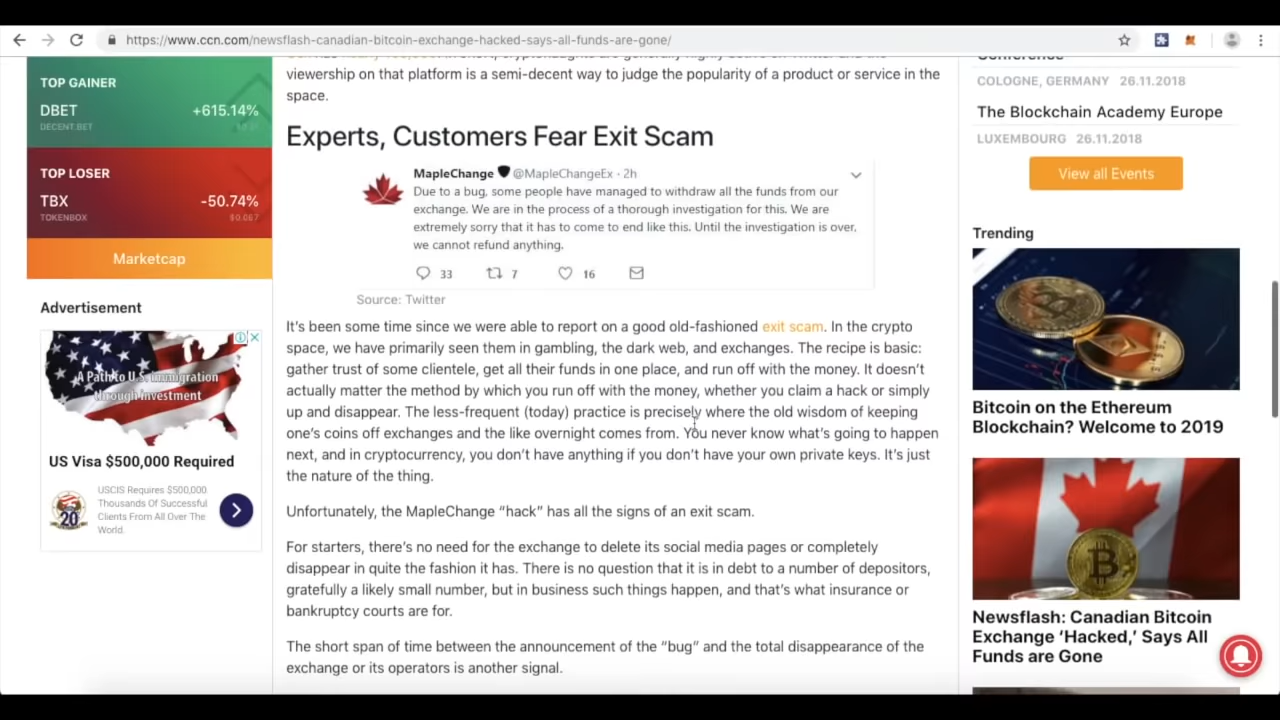 https://www.ccn.com/newsflash-canadian-bitcoin-exchange-hacked-says-all-funds-are-gone/
TOP GAINER
DBET +615.14%
DECENT.BET
TOP LOSER
TBX -50.74%
TOKENBOX $0.067
Marketcap
Advertisement
A Path to U.S. Immigration
through Investment
US Visa $500,000 Required
USCIS Requires $500,000.
Thousands Of Successful
Clients From All Over The
World.
viewership on that platform is a semi-decent way to judge the popularity of a product or service in the
space.
Experts, Customers Fear Exit Scam
MapleChange @MapleChangeEx · 2h
Due to a bug, some people have managed to withdraw all the funds from our
exchange. We are in the process of a thorough investigation for this. We are
extremely sorry that it has to come to end like this. Until the investigation is over,
we cannot refund anything.
33 7 16
Source: Twitter
It's been some time since we were able to report on a good old-fashioned exit scam. In the crypto
space, we have primarily seen them in gambling, the dark web, and exchanges. The recipe is basic:
gather trust of some clientele, get all their funds in one place, and run off with the money. It doesn't
actually matter the method by which you run off with the money, whether you claim a hack or simply
up and disappear. The less-frequent (today) practice is precisely where the old wisdom of keeping
one's coins off exchanges and the like overnight comes from. You never know what's going to happen
next, and in cryptocurrency, you don't have anything if you don't have your own private keys. It's just
the nature of the thing.
Unfortunately, the MapleChange “hack” has all the signs of an exit scam.
For starters, there's no need for the exchange to delete its social media pages or completely
disappear in quite the fashion it has. There is no question that it is in debt to a number of depositors,
gratefully a likely small number, but in business such things happen, and that's what insurance or
bankruptcy courts are for.
The short span of time between the announcement of the “bug” and the total disappearance of the
exchange or its operators is another signal.
Conference
COLOGNE, GERMANY 26.11.2018
The Blockchain Academy Europe
LUXEMBOURG 26.11.2018
View all Events
Trending
Bitcoin on the Ethereum
Blockchain? Welcome to 2019
Newsflash: Canadian Bitcoin
Exchange ‘Hacked,’ Says All
Funds are Gone